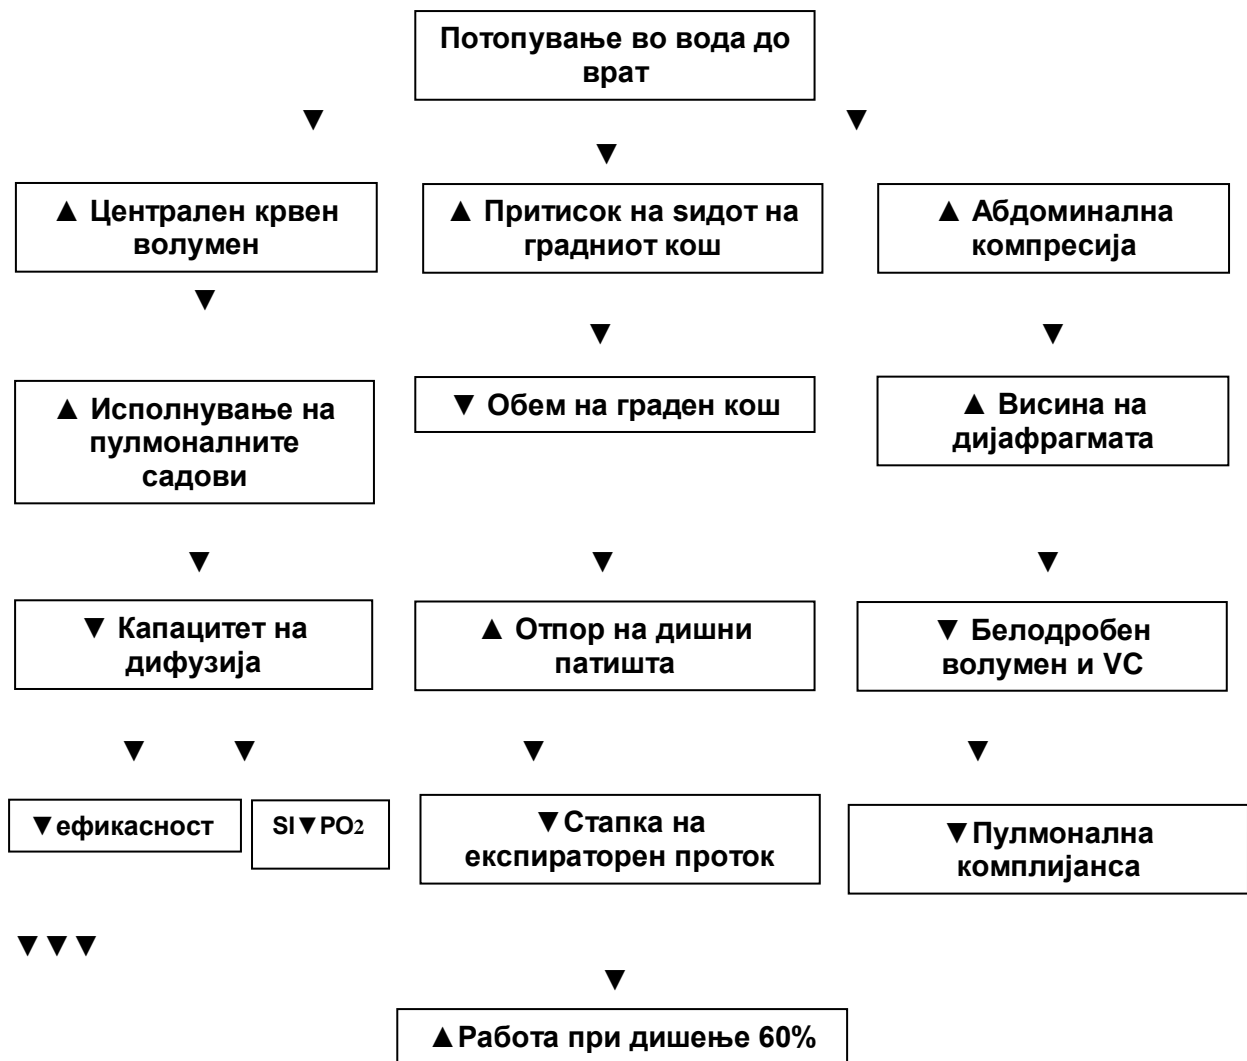 Потопување во вода до
врат
▼ ▼
▼
▲ Централен крвен
волумен
▲ Притисок на ѕидот на
градниот кош
▲ Абдоминална
компресија
▼
▼ ▼
▲ Исполнување на
пулмоналните
садови
▼ Обем на граден кош
▲ Висина на
дијафрагмата
▼ ▼ ▼
▼ Капацитет на
дифузија
▲ Отпор на дишни
патишта
▼ Белодробен
волумен и VC
▼ ▼ ▼ ▼
▼ефикасност
SI▼PO2
▼Стапка на
експираторен проток
▼Пулмонална
комплијанса
▼▼▼
▼
▲Работа при дишење 60%